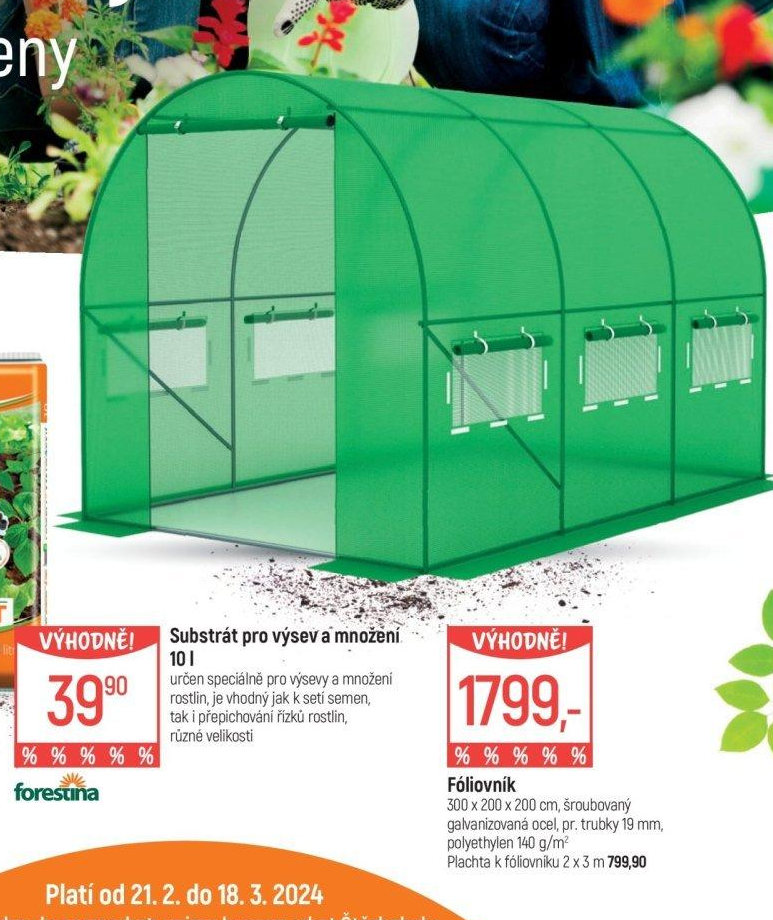 eny
VÝHODNĚ!
39⁹⁰
% % % % %
forestina
Substrát pro výsev a množení
10 l
určen speciálně pro výsevy a množení
rostlin, je vhodný jak k setí semen,
tak i přepichování řízků rostlin,
různé velikosti
VÝHODNĚ!
1799,-
% % % % %
Fóliovník
300 x 200 x 200 cm, šroubovaný
galvanizovaná ocel, pr. trubky 19 mm,
polyethylen 140 g/m²
Plachta k fóliovníku 2 x 3 m 799,90
Platí od 21. 2. do 18. 3. 2024